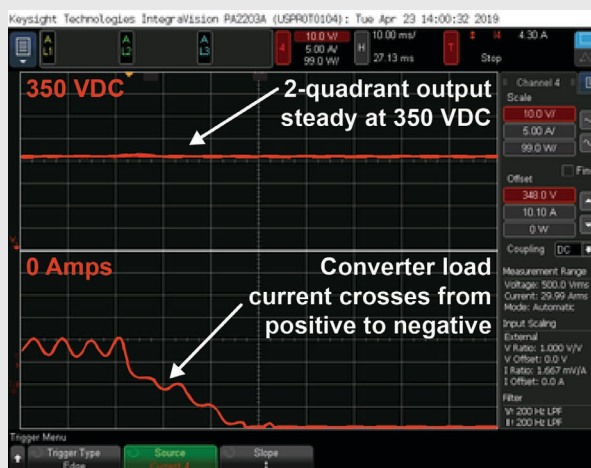 Keysight Technologies IntegraVision PA2203A (USPROT0104): Tue Apr 23 14:00:32 2019
A
L1
A
L2
A
L3
4
10.0 V/
5.00 A/
99.0 W/
H
10.00 ms/
27.13 ms
T
4.30 A
Stop
350 VDC
2-quadrant output
steady at 350 VDC
0 Amps
Converter load
current crosses from
positive to negative
Channel 4
Scale
10.0 V/
5.00 A/
99.0 W/
Fine
Offset
348.0 V
10.10 A
0 W
Coupling DC
Measurement Range
Voltage: 500.0 Vrms
Current: 29.99 Arms
Mode: Automatic
Input Scaling
External
V Ratio: 1.000 V/V
V Offset: 0.0 V
I Ratio: 1.667 mV/A
I Offset: 0.0 A
Filter
V: 200 Hz LPF
I: 200 Hz LPF
Trigger Menu
Trigger Type
Edge
Source
Current 4
Slope